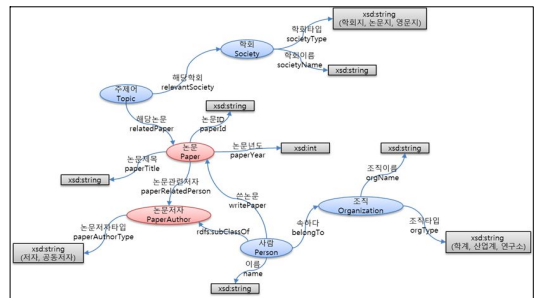 xsd:string
(학회지, 논문지, 영문지)
학회타입
societyType
학회
Society
학회이름
societyName
xsd:string
해당학회
relevantSociety
주제어
Topic
xsd:string
해당논문
relatedPaper
논문ID
paperId
논문
Paper
논문년도
paperYear
xsd:int
논문제목
paperTitle
xsd:string
논문관련저자
paperRelatedPerson
쓴논문
writePaper
xsd:string
조직이름
orgName
조직
Organization
조직타입
orgType
xsd:string
(학계, 산업계, 연구소)
논문저자
PaperAuthor
논문저자타입
paperAuthorType
xsd:string
(저자, 공동저자)
rdfs:subClassOf
사람
Person
속하다
belongTo
이름
name
xsd:string